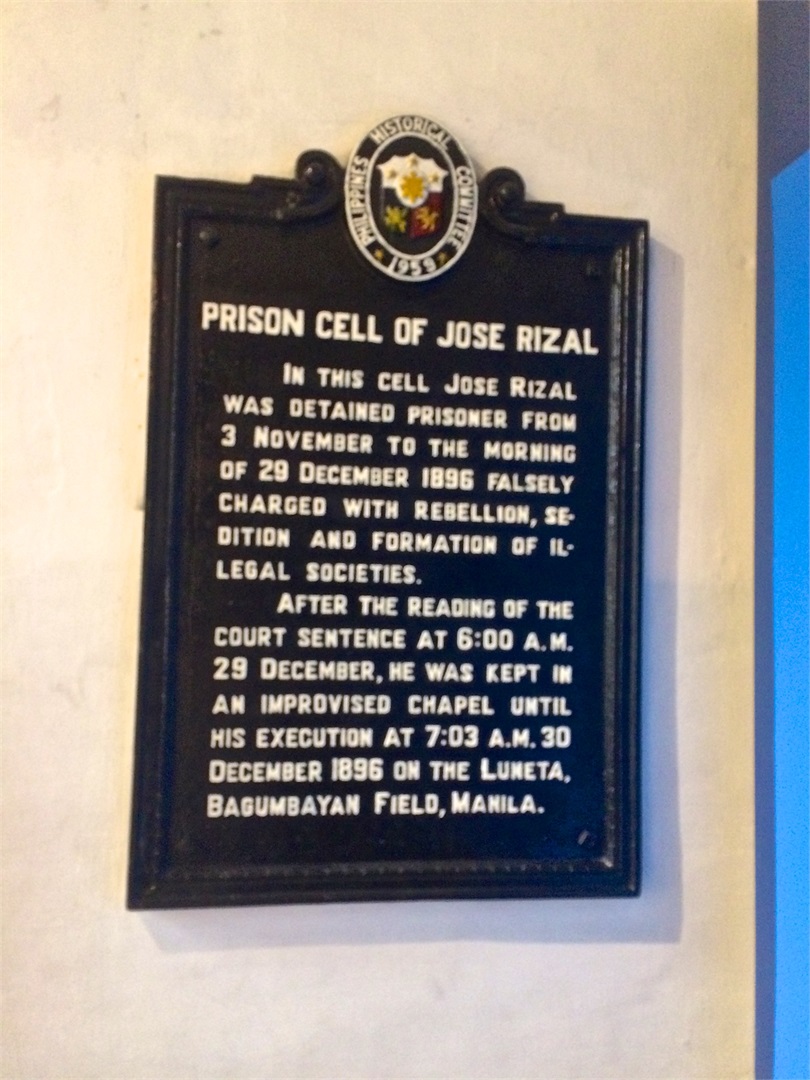 PHILIPPINES HISTORICAL COMMITTEE
1959
PRISON CELL OF JOSE RIZAL
IN THIS CELL JOSE RIZAL
WAS DETAINED PRISONER FROM
3 NOVEMBER TO THE MORNING
OF 29 DECEMBER 1896 FALSELY
CHARGED WITH REBELLION, SE-
DITION AND FORMATION OF IL-
LEGAL SOCIETIES.
AFTER THE READING OF THE
COURT SENTENCE AT 6:00 A.M.
29 DECEMBER, HE WAS KEPT IN
AN IMPROVISED CHAPEL UNTIL
HIS EXECUTION AT 7:03 A.M. 30
DECEMBER 1896 ON THE LUNETA,
BAGUMBAYAN FIELD, MANILA.